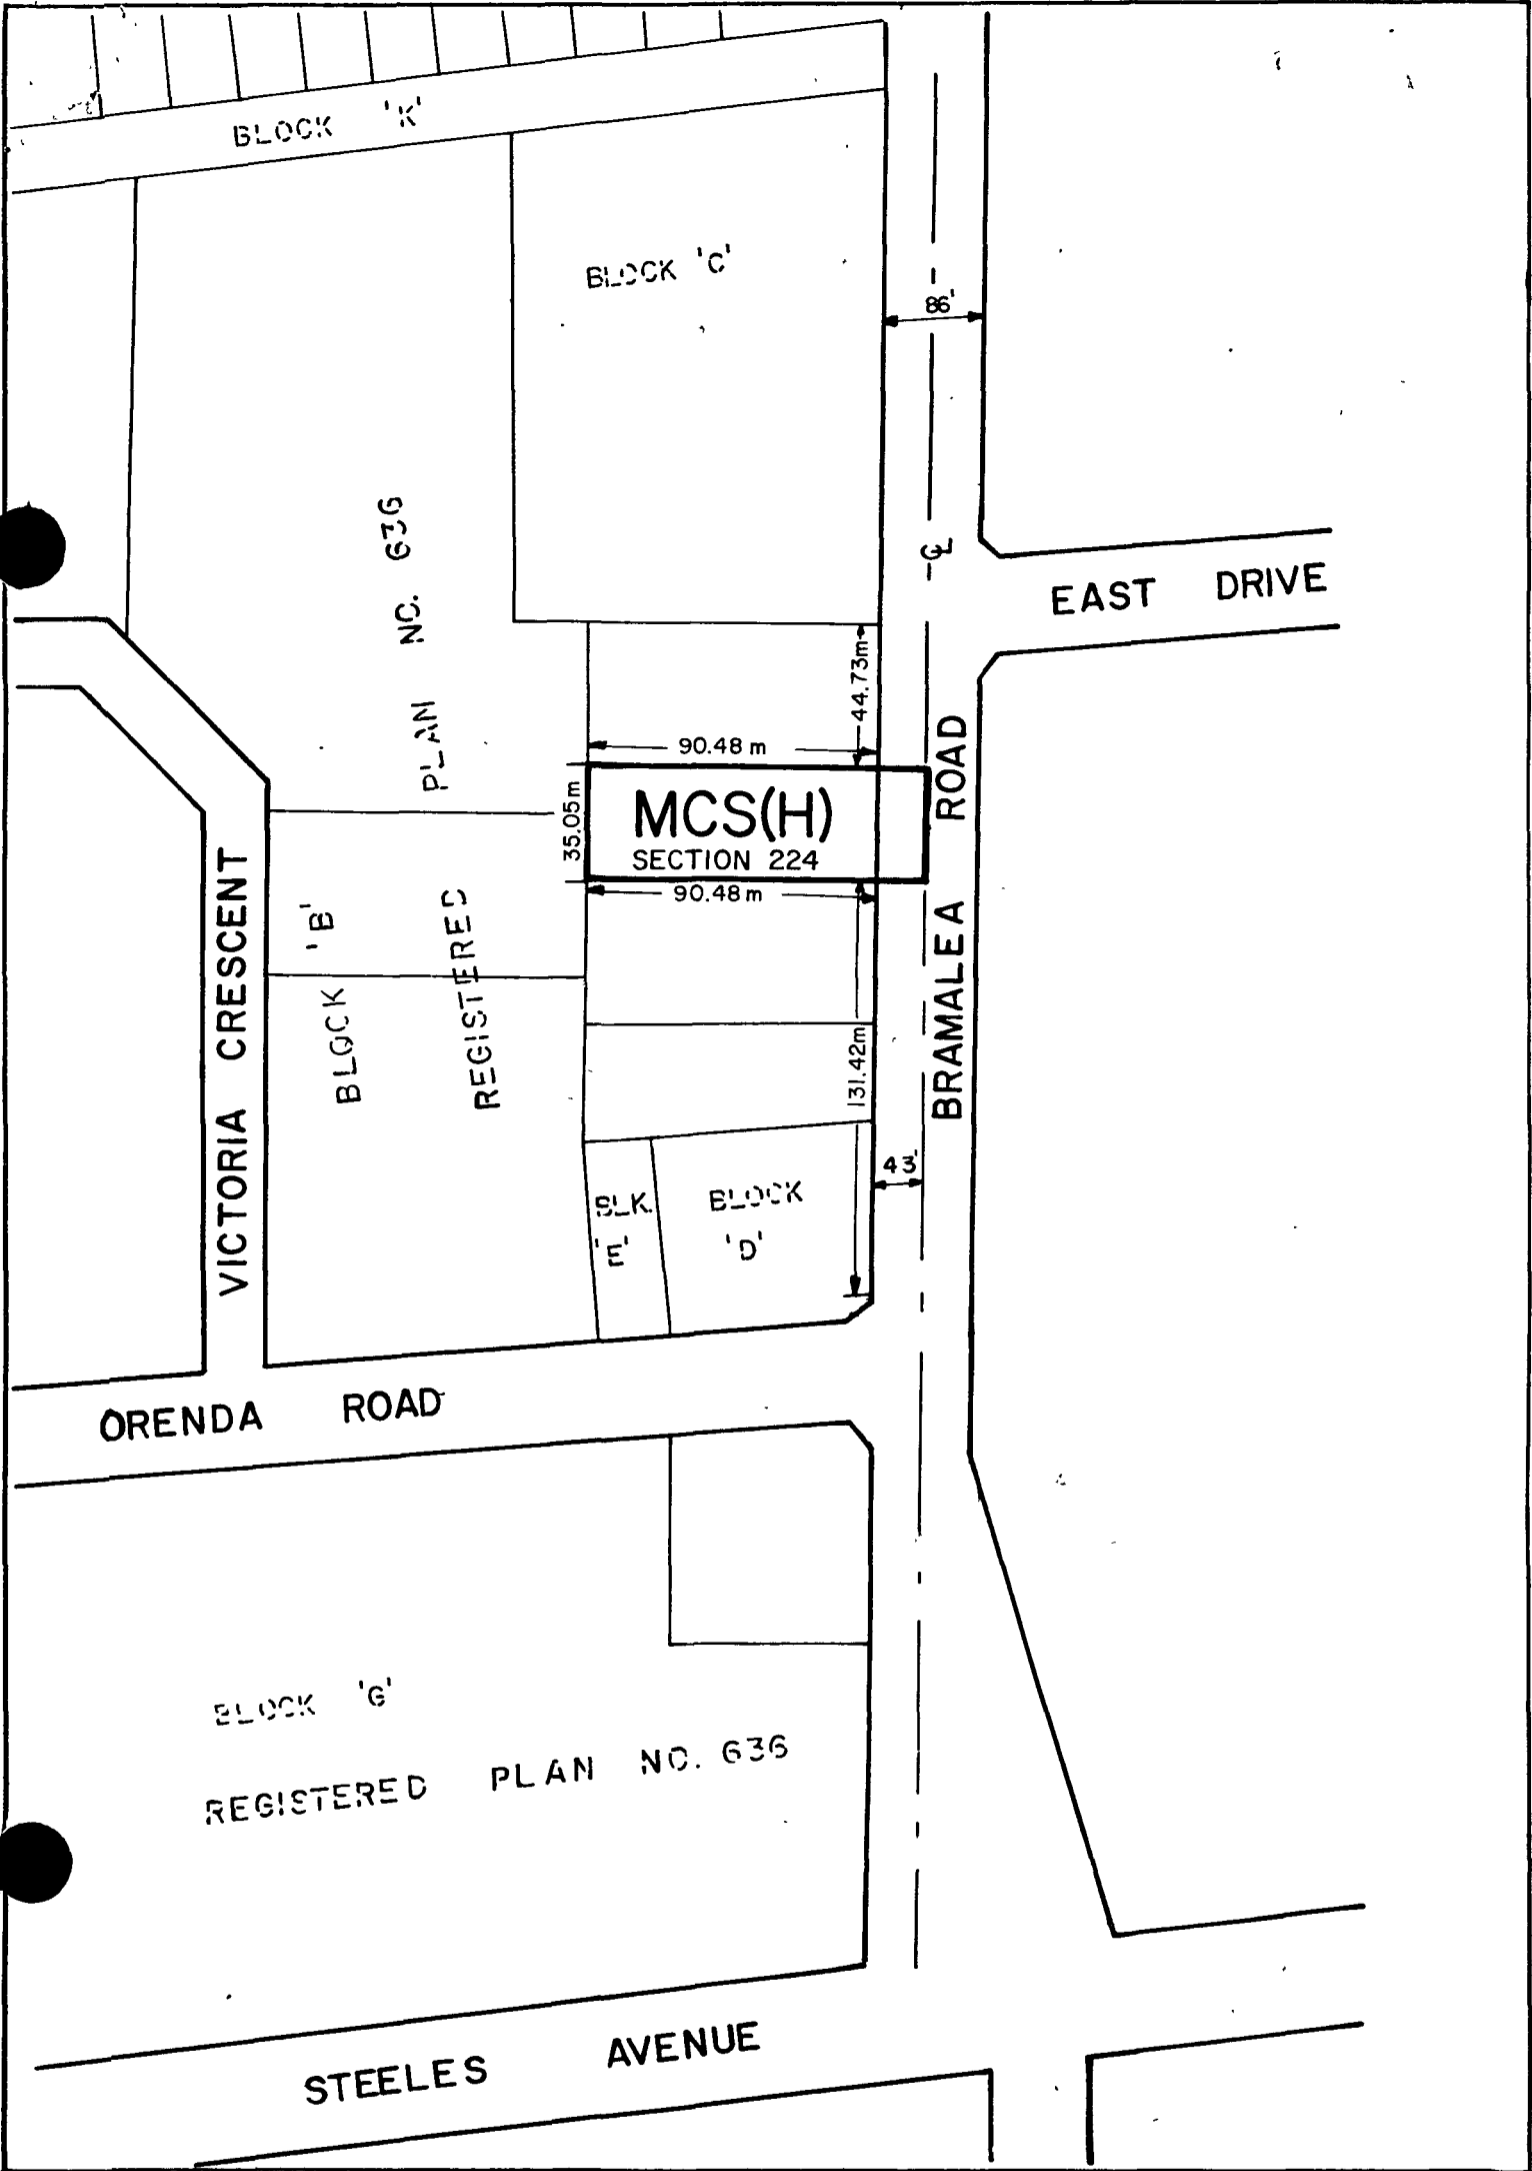 BLOCK 'K'
BLOCK 'C'
86'
PLAN NO. 636
℄
EAST DRIVE
44.73m
90.48 m
35.05m
MCS(H)
SECTION 224
90.48 m
BRAMALEA ROAD
VICTORIA CRESCENT
BLOCK 'B'
REGISTERED
131.42m
43'
BLK.
'E'
BLOCK
'D'
ORENDA ROAD
BLOCK 'G'
REGISTERED PLAN NO. 636
STEELES AVENUE